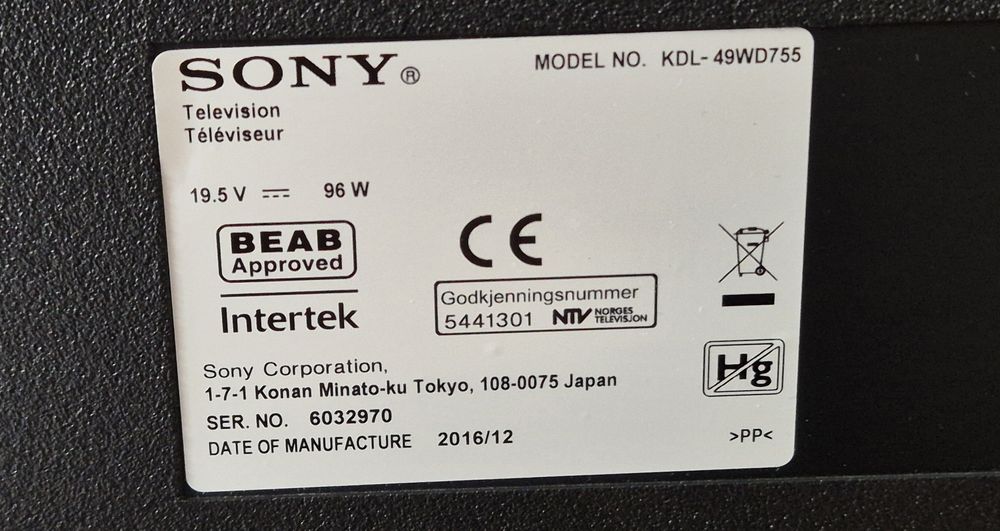 SONY®
MODEL NO. KDL-49WD755
Television
Téléviseur
19.5 V ⎓ 96 W
BEAB
Approved
Intertek
CE
Godkjenningsnummer
5441301 NTV NORGES TELEVISJON
Hg
Sony Corporation,
1-7-1 Konan Minato-ku Tokyo, 108-0075 Japan
SER. NO. 6032970
DATE OF MANUFACTURE 2016/12
>PP<